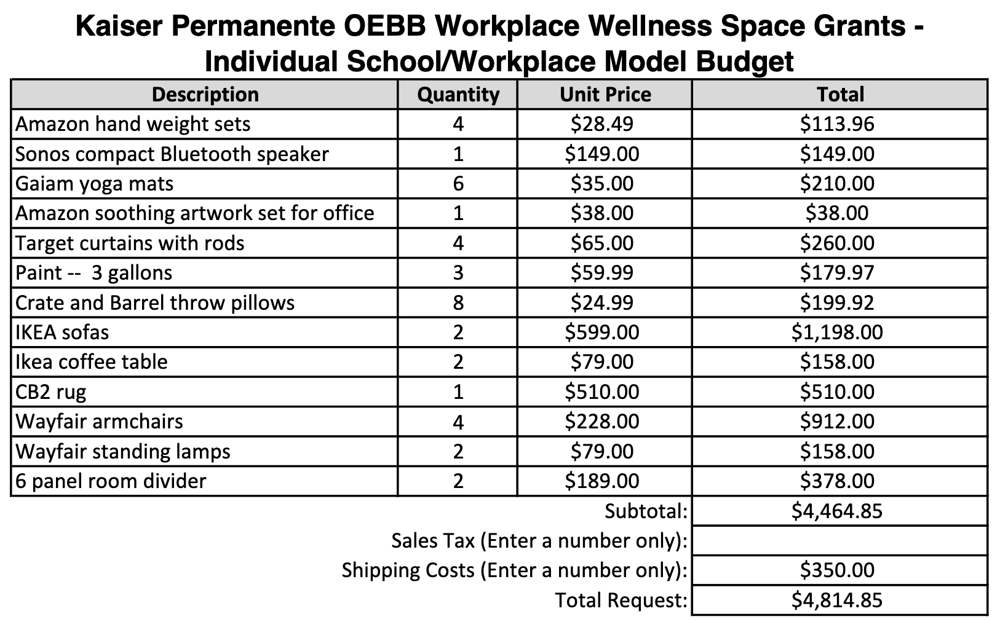 Kaiser Permanente OEBB Workplace Wellness Space Grants -
Individual School/Workplace Model Budget
Description Quantity Unit Price Total
Amazon hand weight sets 4 $28.49 $113.96
Sonos compact Bluetooth speaker 1 $149.00 $149.00
Gaiam yoga mats 6 $35.00 $210.00
Amazon soothing artwork set for office 1 $38.00 $38.00
Target curtains with rods 4 $65.00 $260.00
Paint --  3 gallons 3 $59.99 $179.97
Crate and Barrel throw pillows 8 $24.99 $199.92
IKEA sofas 2 $599.00 $1,198.00
Ikea coffee table 2 $79.00 $158.00
CB2 rug 1 $510.00 $510.00
Wayfair armchairs 4 $228.00 $912.00
Wayfair standing lamps 2 $79.00 $158.00
6 panel room divider 2 $189.00 $378.00
Subtotal: $4,464.85
Sales Tax (Enter a number only):
Shipping Costs (Enter a number only): $350.00
Total Request: $4,814.85